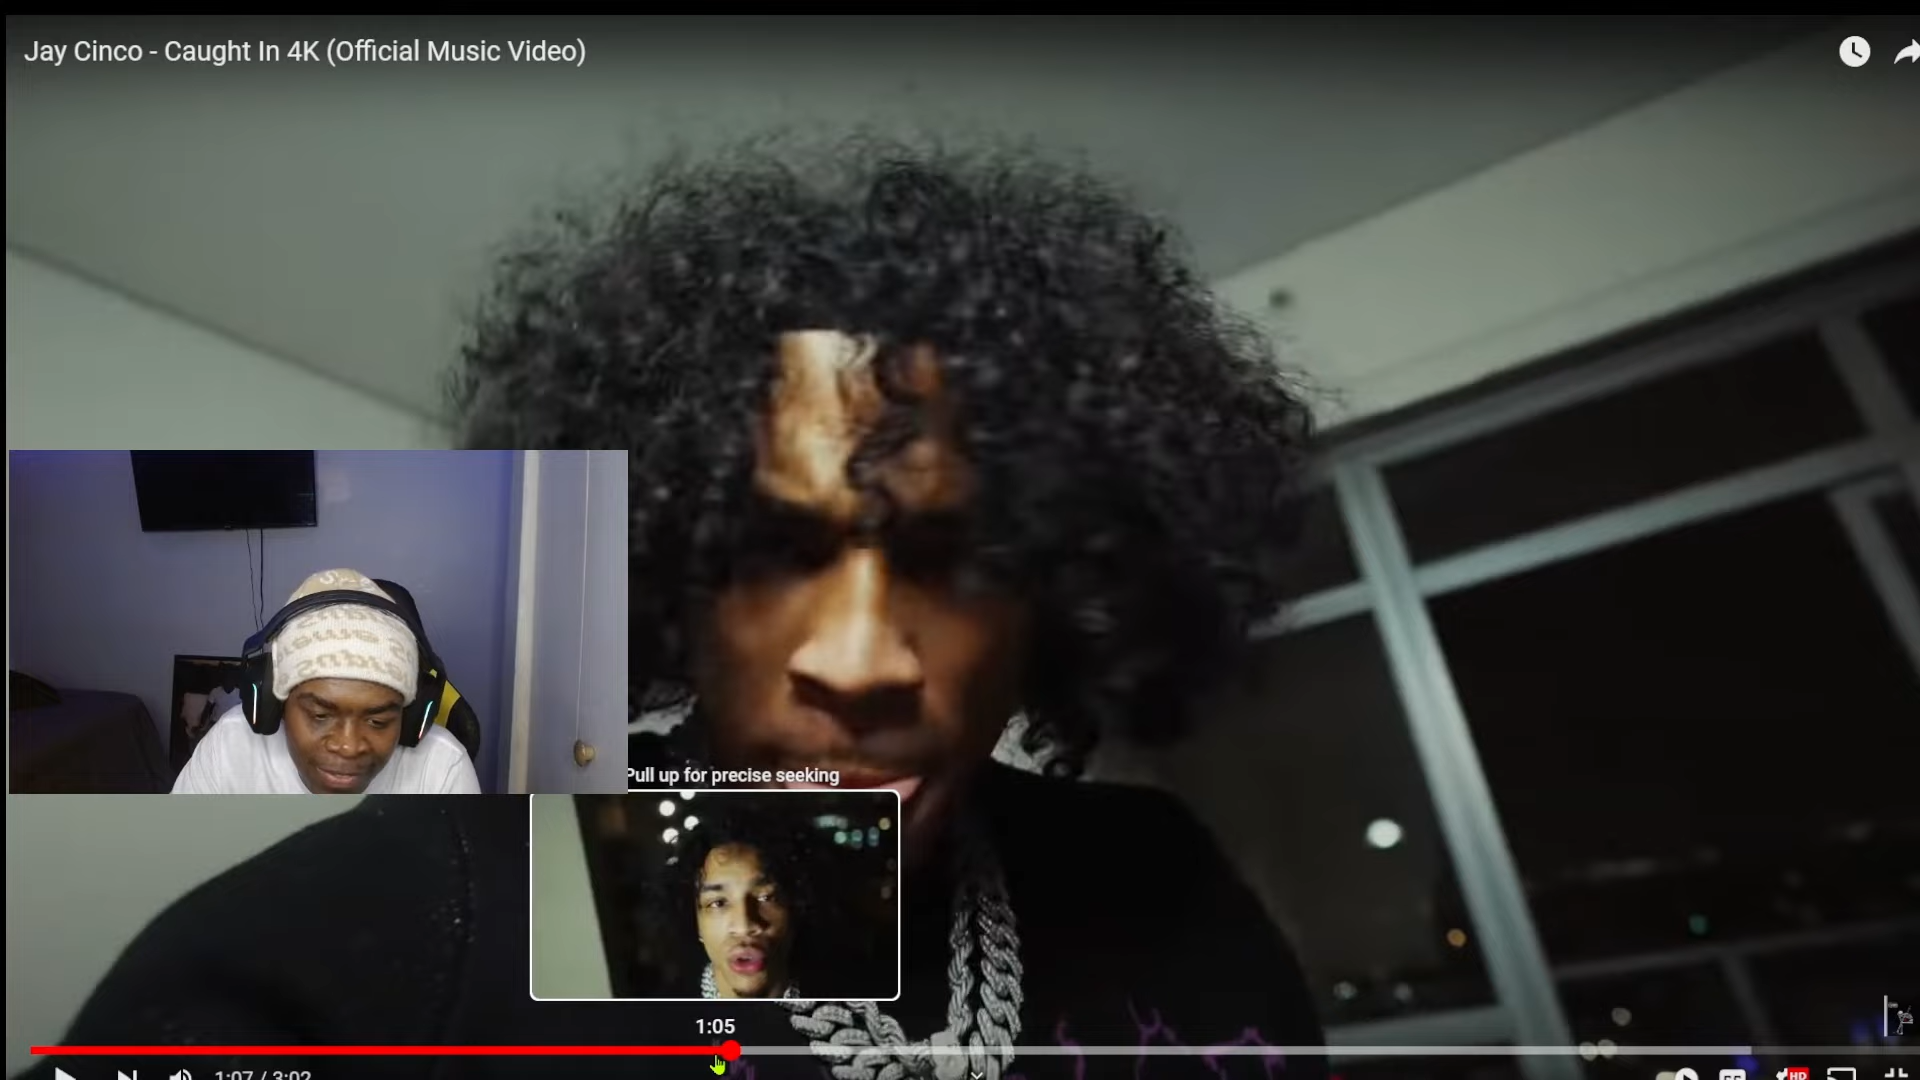 Jay Cinco - Caught In 4K (Official Music Video)
Pull up for precise seeking
1:05
1:07 / 3:02
HD